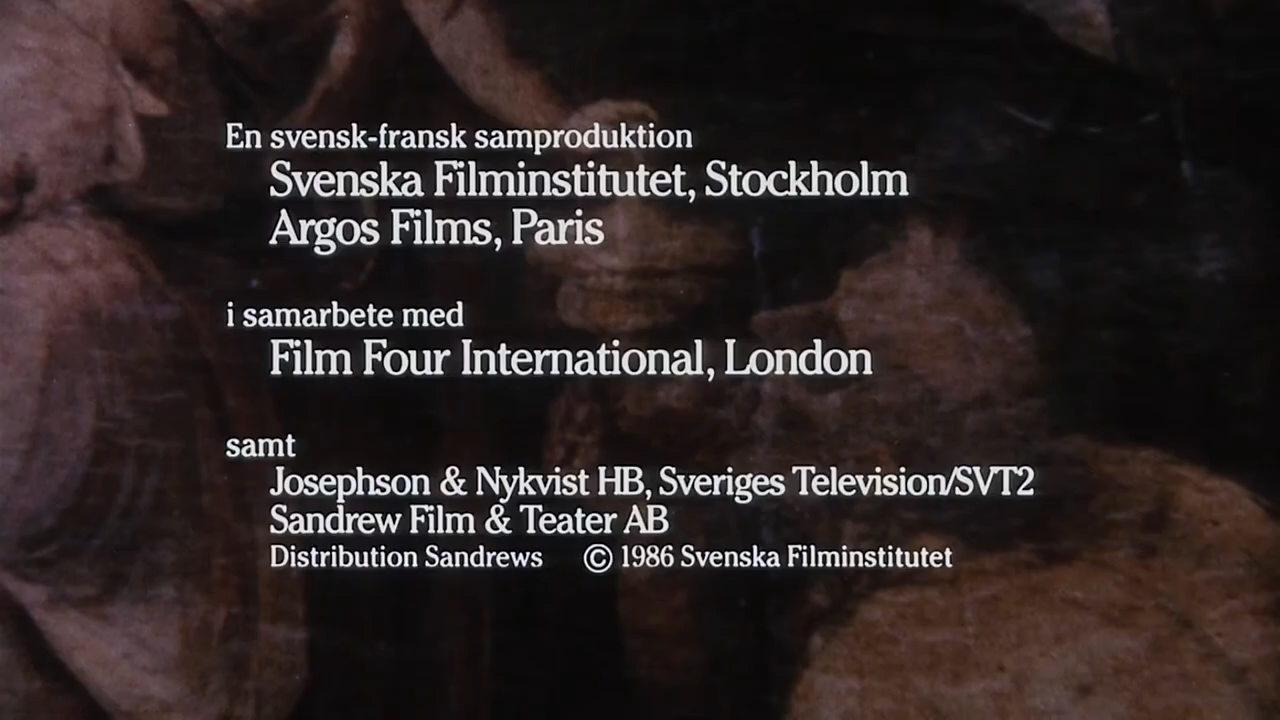 En svensk-fransk samproduktion
Svenska Filminstitutet, Stockholm
Argos Films, Paris
i samarbete med
Film Four International, London
samt
Josephson & Nykvist HB, Sveriges Television/SVT2
Sandrew Film & Teater AB
Distribution Sandrews © 1986 Svenska Filminstitutet